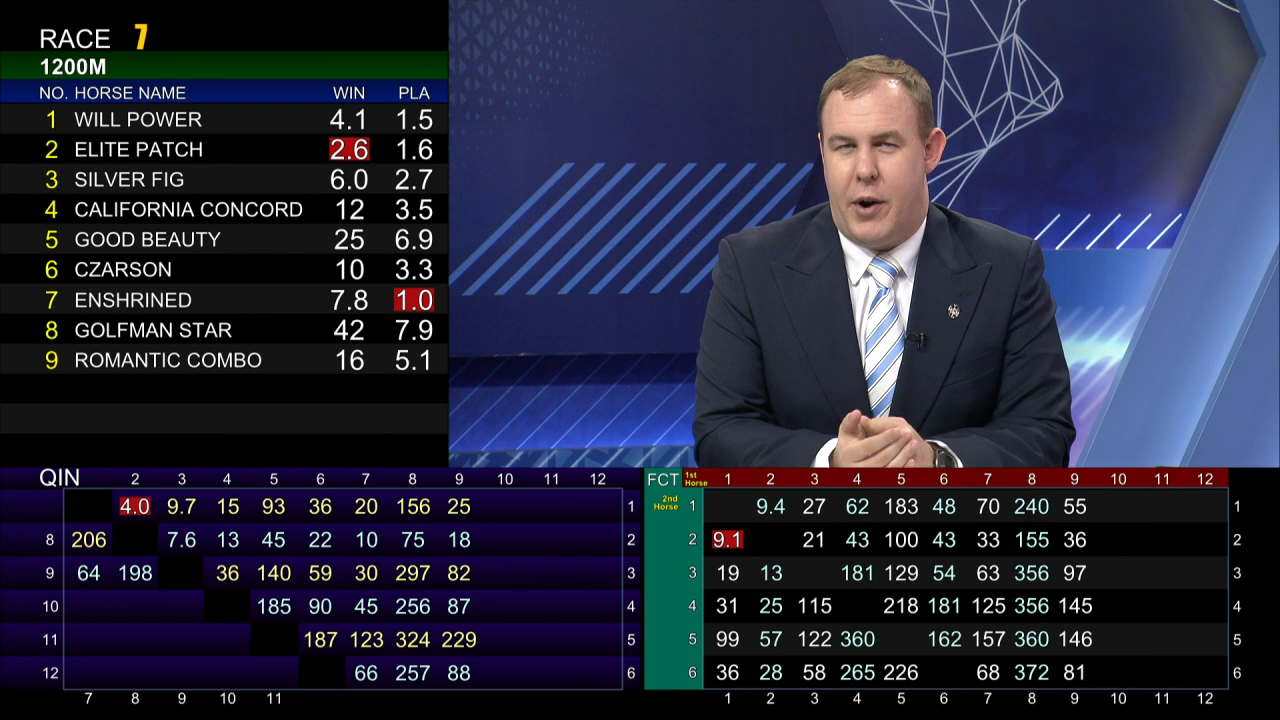 RACE 7
1200M
NO. HORSE NAME WIN PLA
1 WILL POWER 4.1 1.5
2 ELITE PATCH 2.6 1.6
3 SILVER FIG 6.0 2.7
4 CALIFORNIA CONCORD 12 3.5
5 GOOD BEAUTY 25 6.9
6 CZARSON 10 3.3
7 ENSHRINED 7.8 1.0
8 GOLFMAN STAR 42 7.9
9 ROMANTIC COMBO 16 5.1
QIN 2 3 4 5 6 7 8 9 10 11 12
4.0 9.7 15 93 36 20 156 25 1
8 206 7.6 13 45 22 10 75 18 2
9 64 198 36 140 59 30 297 82 3
10 185 90 45 256 87 4
11 187 123 324 229 5
12 66 257 88 6
7 8 9 10 11
FCT 1st Horse 1 2 3 4 5 6 7 8 9 10 11 12
2nd Horse 1 9.4 27 62 183 48 70 240 55 1
2 9.1 21 43 100 43 33 155 36 2
3 19 13 181 129 54 63 356 97 3
4 31 25 115 218 181 125 356 145 4
5 99 57 122 360 162 157 360 146 5
6 36 28 58 265 226 68 372 81 6
1 2 3 4 5 6 7 8 9 10 11 12